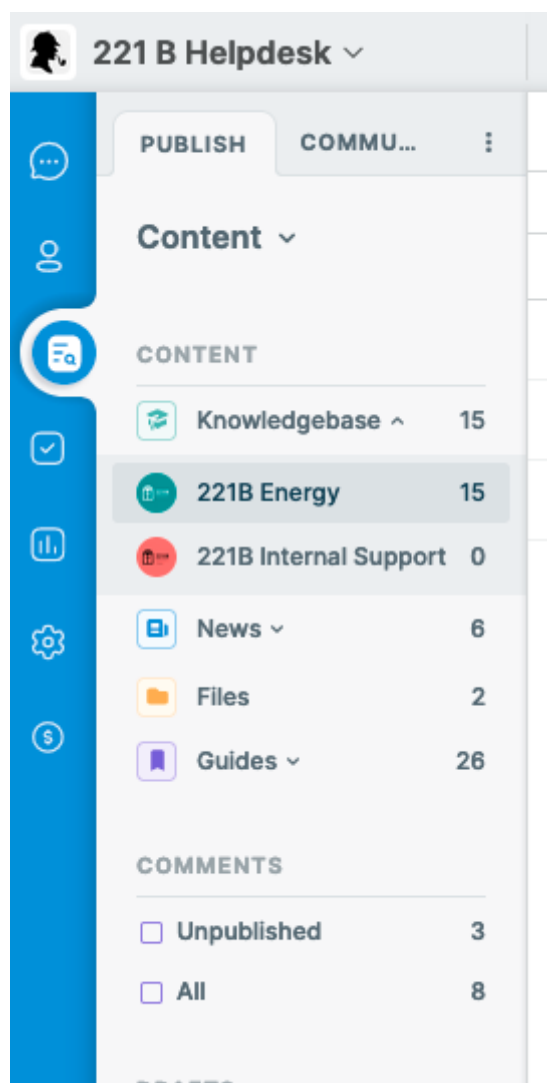 221 B Helpdesk
PUBLISH COMMU...
Content
CONTENT
Knowledgebase 15
221B Energy 15
221B Internal Support 0
News 6
Files 2
Guides 26
COMMENTS
Unpublished 3
All 8